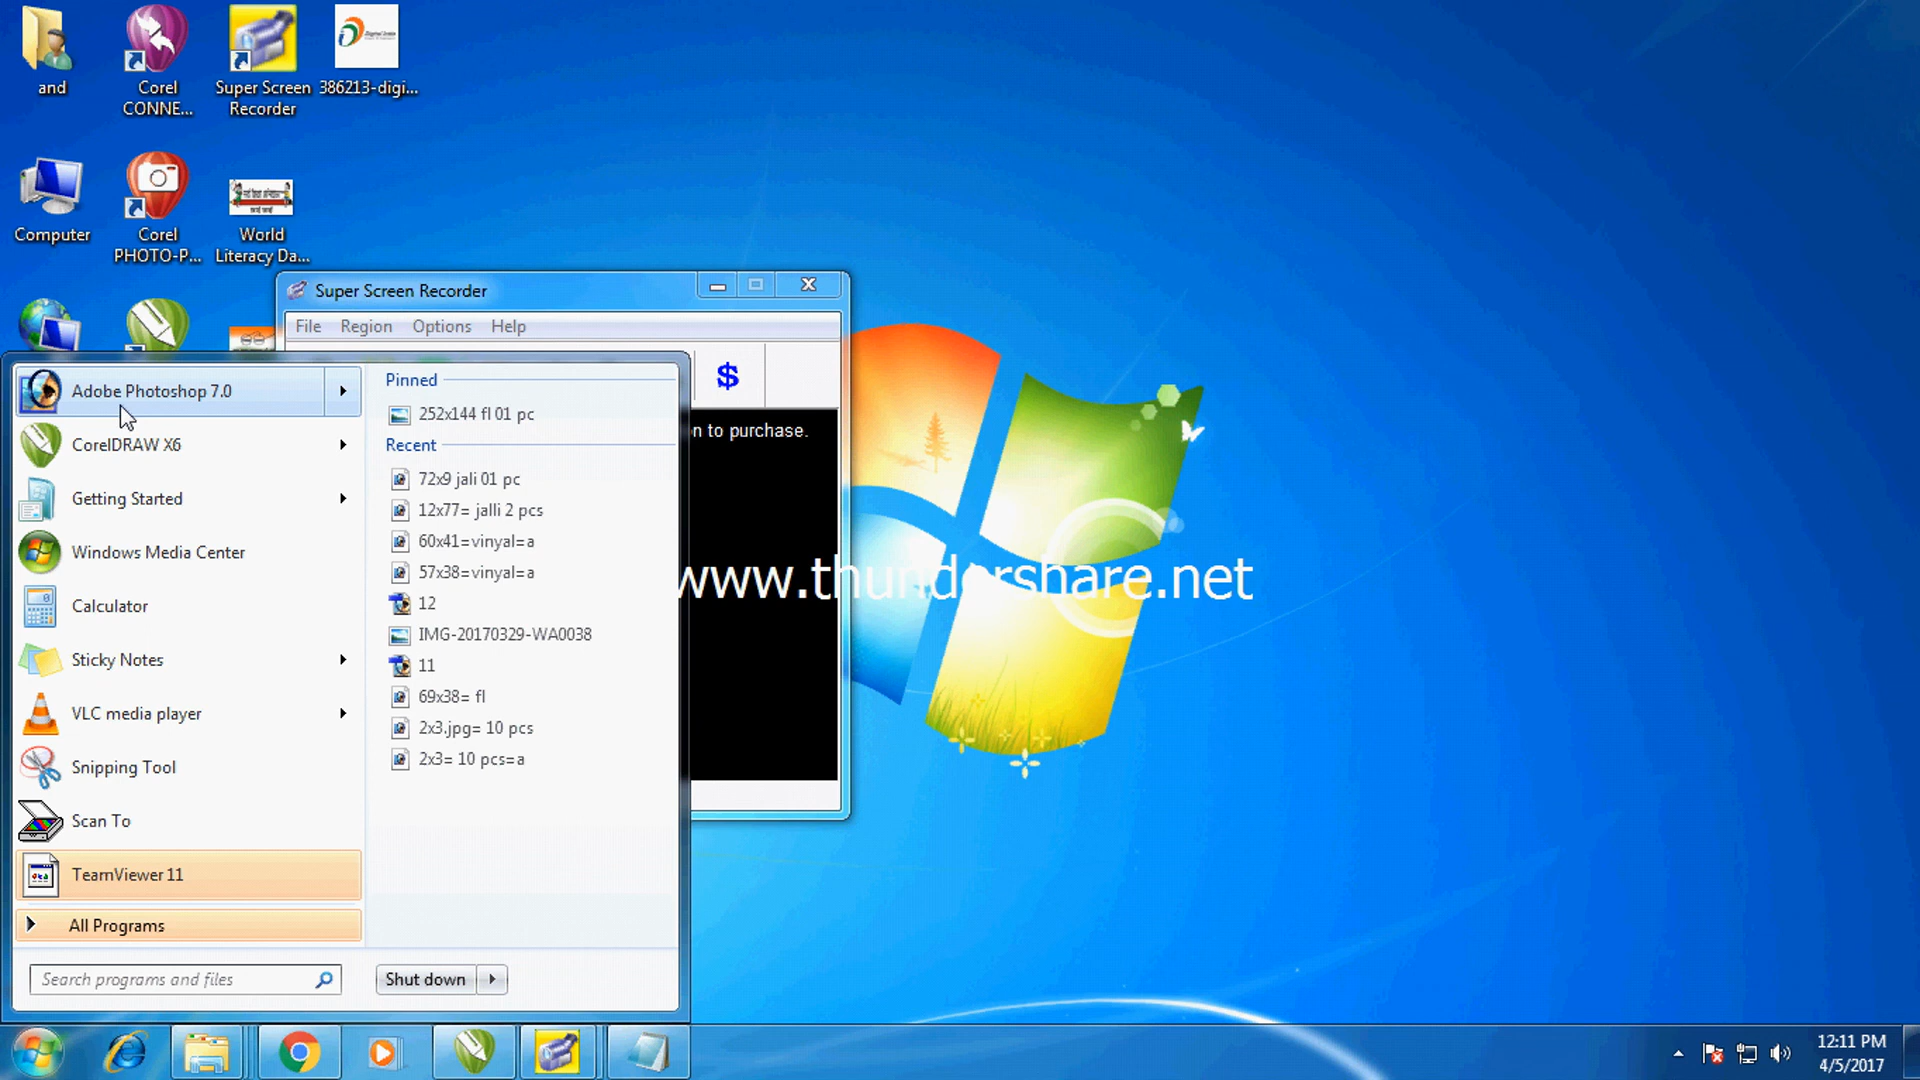 and
Corel
CONNE...
Super Screen
Recorder
386213-digi...
Computer
Corel
PHOTO-P...
World
Literacy Da...
Super Screen Recorder
File Region Options Help
$
n to purchase.
www.thundershare.net
Adobe Photoshop 7.0
CorelDRAW X6
Getting Started
Windows Media Center
Calculator
Sticky Notes
VLC media player
Snipping Tool
Scan To
TeamViewer 11
All Programs
Search programs and files
Pinned
252x144 fl 01 pc
Recent
72x9 jali 01 pc
12x77= jalli 2 pcs
60x41=vinyal=a
57x38=vinyal=a
12
IMG-20170329-WA0038
11
69x38= fl
2x3.jpg= 10 pcs
2x3= 10 pcs=a
Shut down
12:11 PM
4/5/2017